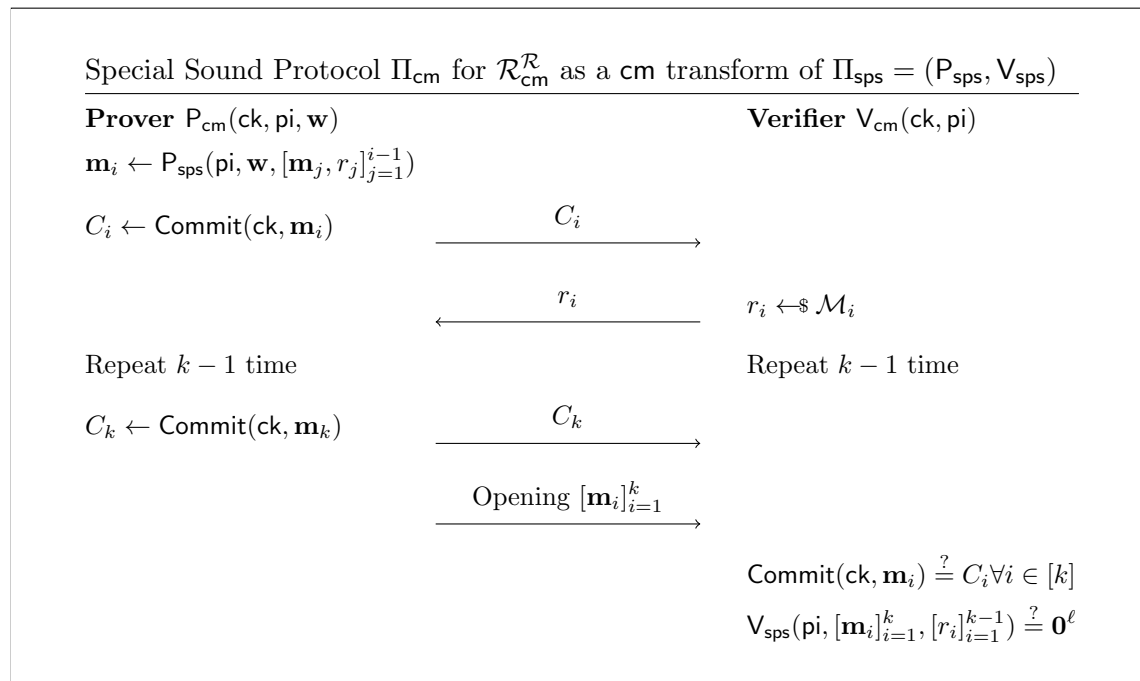 Special Sound Protocol Π_cm for R^R_cm as a cm transform of Π_sps = (P_sps, V_sps)
Prover P_cm(ck, pi, w) Verifier V_cm(ck, pi)
m_i ← P_sps(pi, w, [m_j, r_j]_{j=1}^{i−1})
C_i ← Commit(ck, m_i) C_i
r_i r_i ←$ M_i
Repeat k − 1 time Repeat k − 1 time
C_k ← Commit(ck, m_k) C_k
Opening [m_i]_{i=1}^k
Commit(ck, m_i) ≟ C_i∀i ∈ [k]
V_sps(pi, [m_i]_{i=1}^k, [r_i]_{i=1}^{k−1}) ≟ 0^ℓ